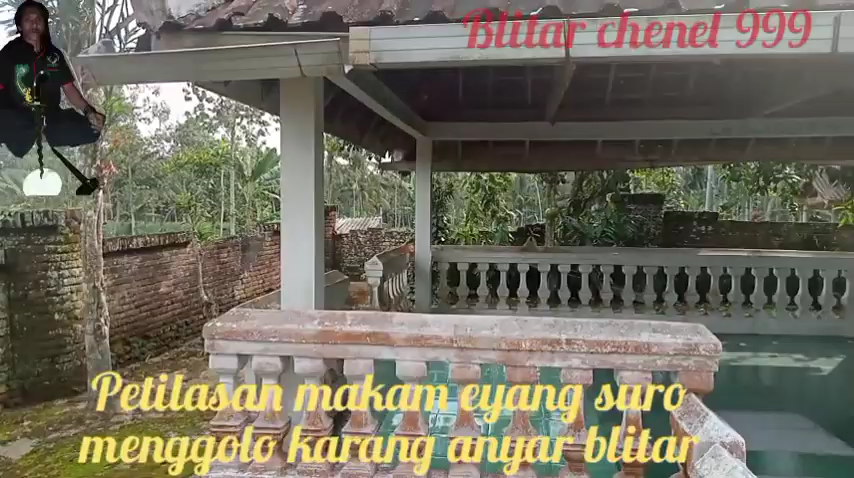 Blitar chenel 999
Petilasan makam eyang suro
menggolo karang anyar blitar